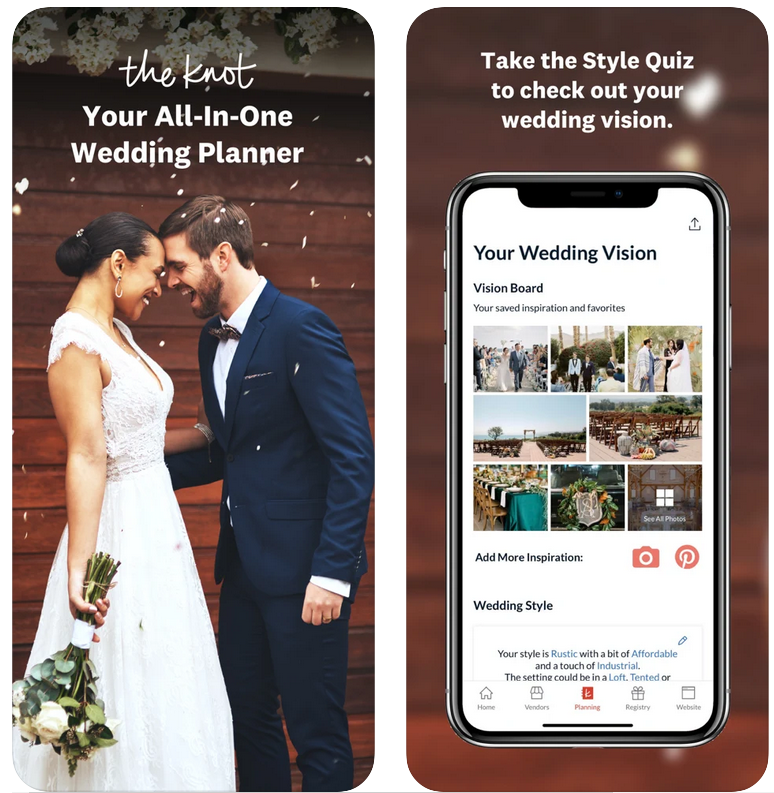 the knot
Your All-In-One
Wedding Planner
Take the Style Quiz
to check out your
wedding vision.
Your Wedding Vision
Vision Board
Your saved inspiration and favorites
See All Photos
Add More Inspiration:
Wedding Style
Your style is Rustic with a bit of Affordable
and a touch of Industrial.
The setting could be in a Loft, Tented or
Home
Vendors
Planning
Registry
Website